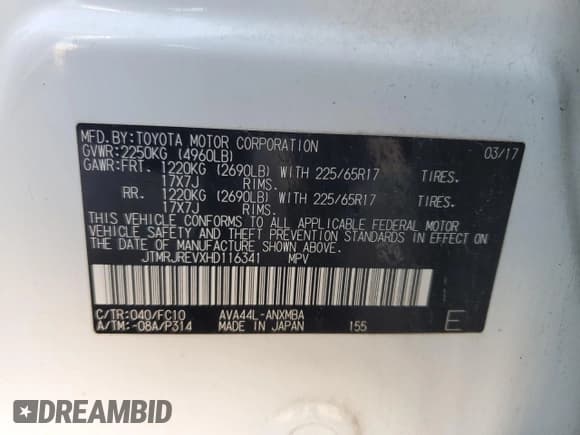 MFD.BY:TOYOTA MOTOR CORPORATION 03/17
GVWR:2250KG (4960LB)
GAWR:FRT. 1220KG (2690LB) WITH 225/65R17 TIRES.
17X7J RIMS.
RR. 1220KG (2690LB) WITH 225/65R17 TIRES.
17X7J RIMS.
THIS VEHICLE CONFORMS TO ALL APPLICABLE FEDERAL MOTOR
VEHICLE SAFETY AND THEFT PREVENTION STANDARDS IN EFFECT ON
THE DATE OF MANUFACTURE SHOWN ABOVE.
JTMRJREVXHD116341 MPV
C/TR:040/FC10 AVA44L-ANXMBA
A/TM:-08A/P314 MADE IN JAPAN 155 E
DREAMBID